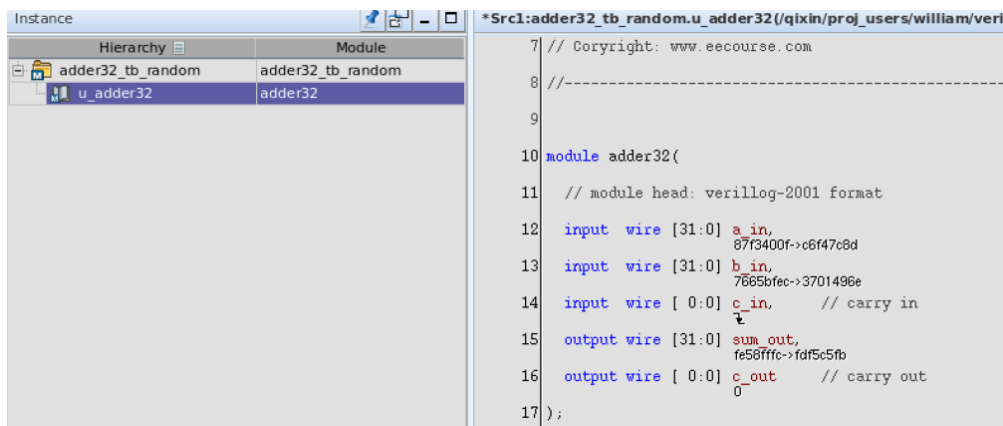 Instance
Hierarchy Module
adder32_tb_random adder32_tb_random
u_adder32 adder32
*Src1:adder32_tb_random.u_adder32(/qixin/proj_users/william/veri
7 // Coryright: www.eecourse.com
8 //----------------------------------------------------------
9
10 module adder32(
11 // module head: verillog-2001 format
12 input wire [31:0] a_in,
87f3400f->c6f47c8d
13 input wire [31:0] b_in,
7665bfec->3701496e
14 input wire [ 0:0] c_in, // carry in
15 output wire [31:0] sum_out,
fe58fffc->fdf5c5fb
16 output wire [ 0:0] c_out // carry out
0
17 );